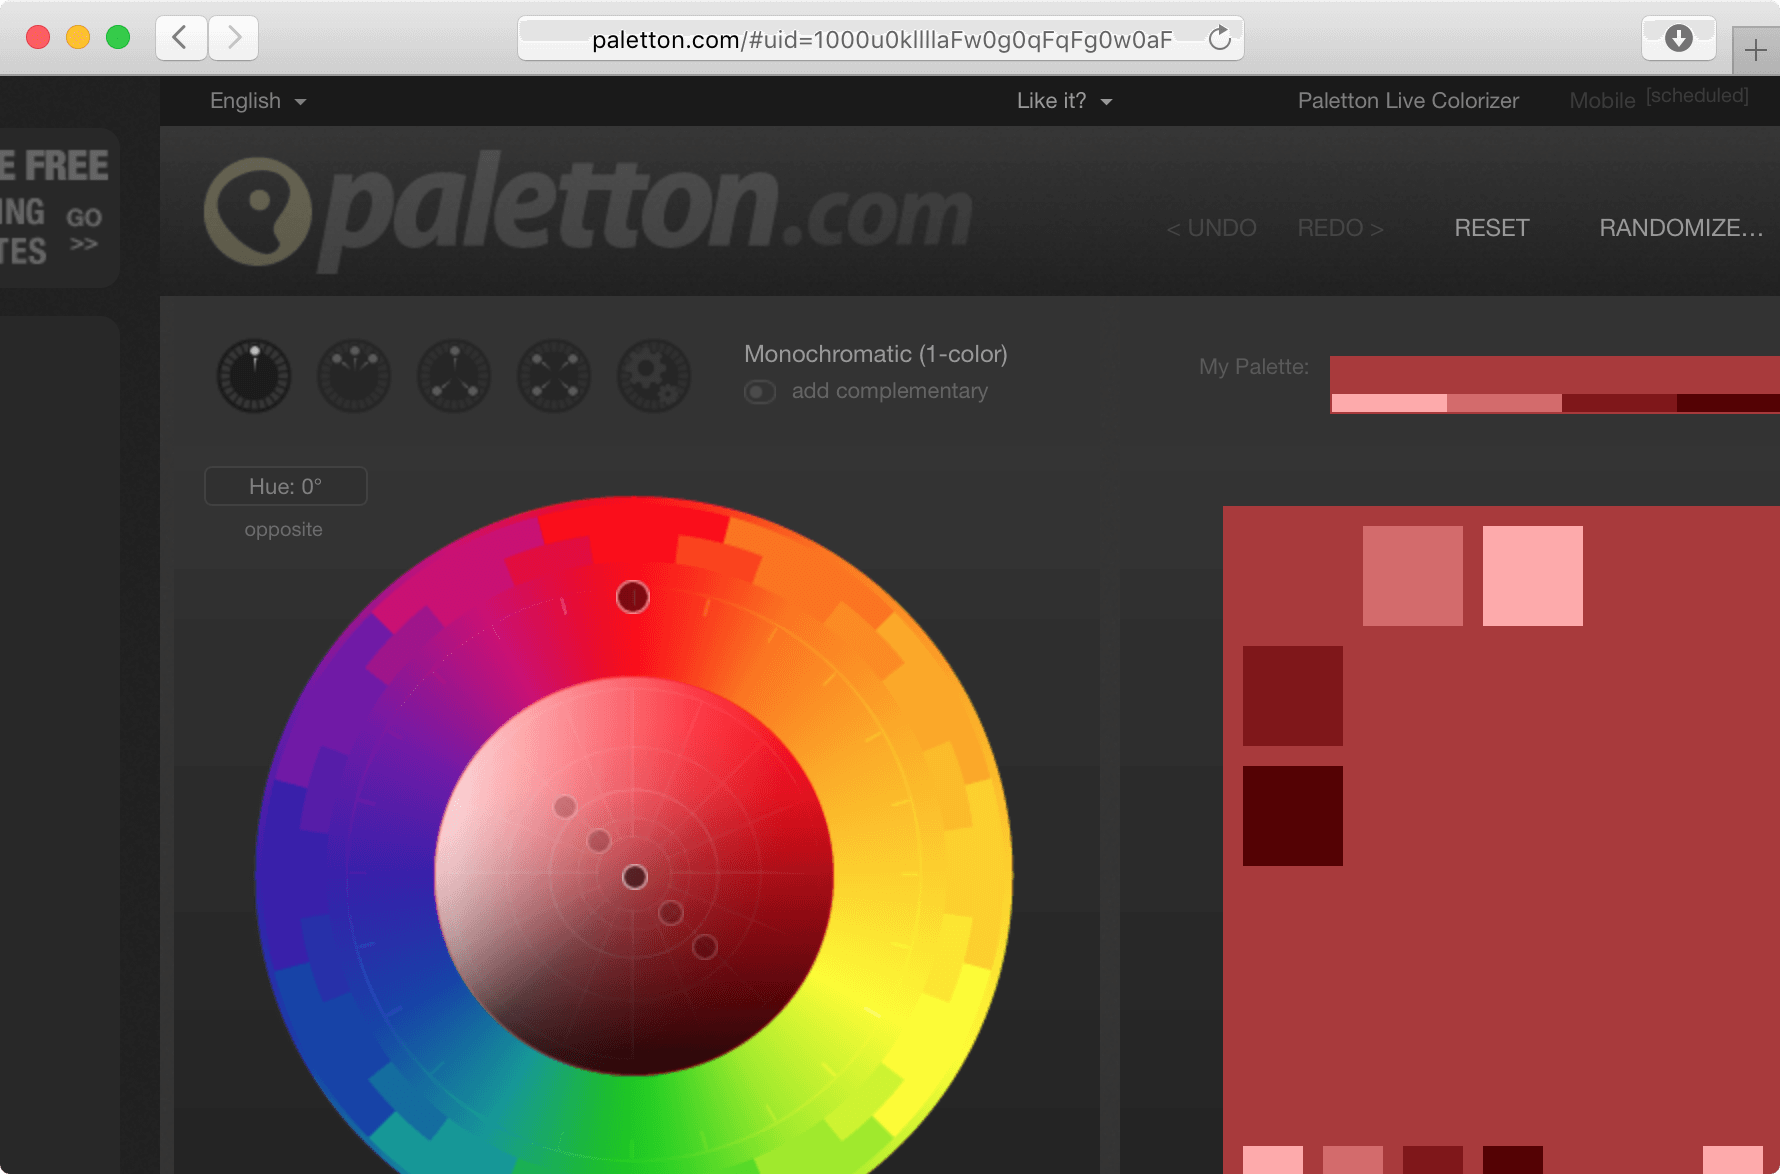 paletton.com/#uid=1000u0kllllaFw0g0qFqFg0w0aF
English
Like it?
Paletton Live Colorizer
Mobile [scheduled]
E FREE
ING
TES
GO
>>
paletton.com
< UNDO
REDO >
RESET
RANDOMIZE...
Monochromatic (1-color)
add complementary
My Palette:
Hue: 0°
opposite